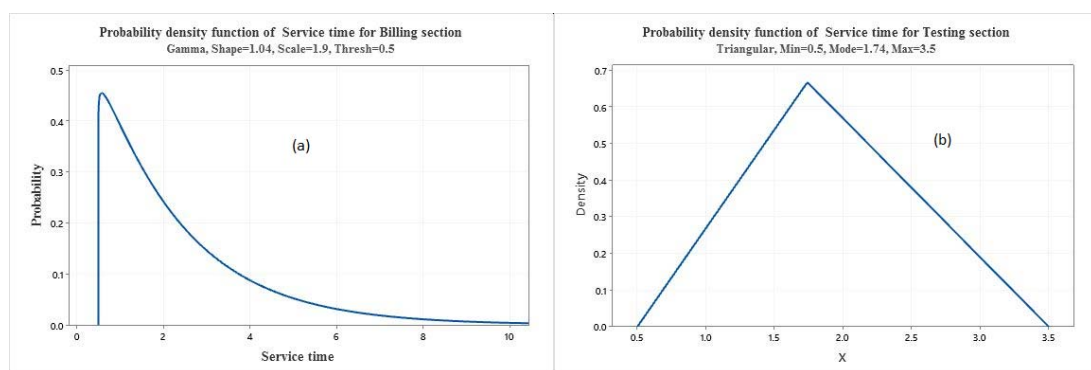 Probability density function of Service time for Billing section
Gamma, Shape=1.04, Scale=1.9, Thresh=0.5
0.5
0.4
0.3
0.2
0.1
0.0
Probability
(a)
0 2 4 6 8 10
Service time
Probability density function of Service time for Testing section
Triangular, Min=0.5, Mode=1.74, Max=3.5
0.7
0.6
0.5
0.4
0.3
0.2
0.1
0.0
Density
(b)
0.5 1.0 1.5 2.0 2.5 3.0 3.5
X